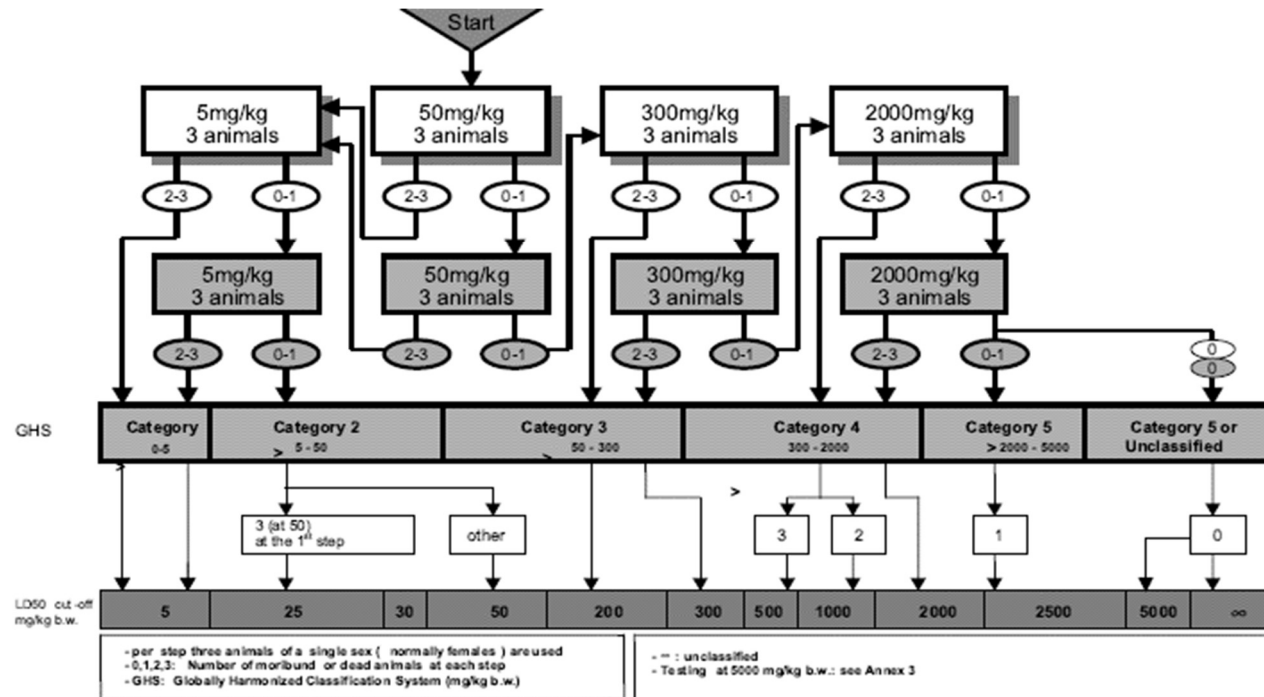 Start
5mg/kg
3 animals
50mg/kg
3 animals
300mg/kg
3 animals
2000mg/kg
3 animals
2-3
0-1
2-3
0-1
2-3
0-1
2-3
0-1
5mg/kg
3 animals
50mg/kg
3 animals
300mg/kg
3 animals
2000mg/kg
3 animals
2-3
0-1
2-3
0-1
2-3
0-1
2-3
0-1
0
0
GHS
Category
0-5
Category 2
> 5 - 50
Category 3
> 50 - 300
Category 4
300 - 2000
Category 5
> 2000 - 5000
Category 5 or
Unclassified
>
>
3 (at 50)
at the 1st step
other
3
2
1
0
LD50 cut-off
mg/kg b.w.
5
25
30
50
200
300
500
1000
2000
2500
5000
∞
- per step three animals of a single sex ( normally females ) are used
- 0,1,2,3: Number of moribund or dead animals at each step
- GHS: Globally Harmonized Classification System (mg/kg b.w.)
- ∞ : unclassified
- Testing at 5000 mg/kg b.w.: see Annex 3